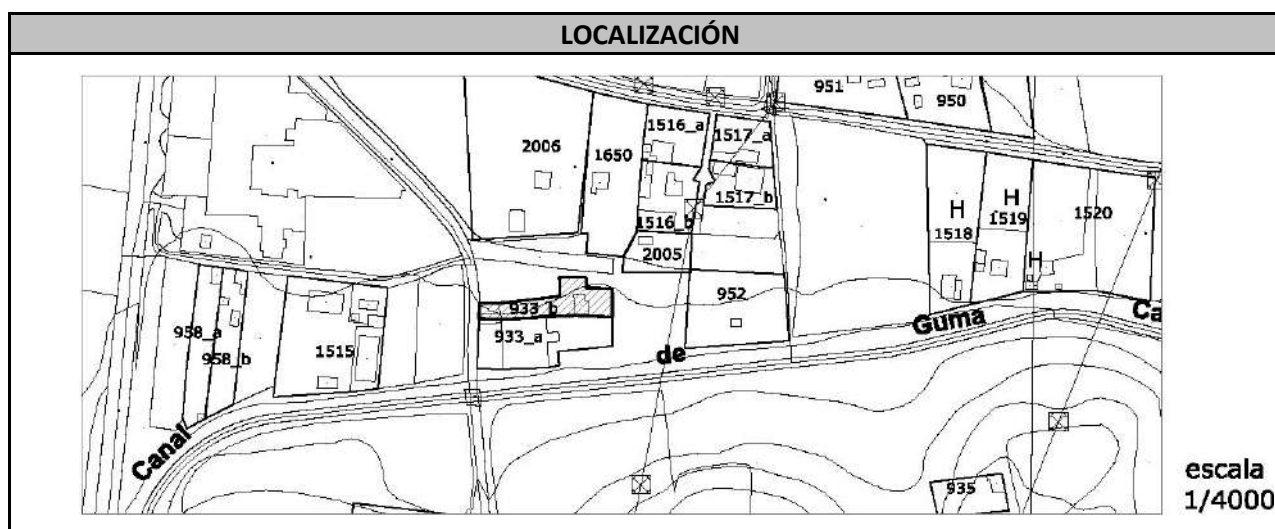 LOCALIZACIÓN
951
950
2006
1650
1516_a
1517_a
1516_b
1517_b
2005
H
1518
H
1519
H
1520
952
933_b
933_a
958_a
958_b
1515
Canal
de
Guma
Ca
935
escala
1/4000